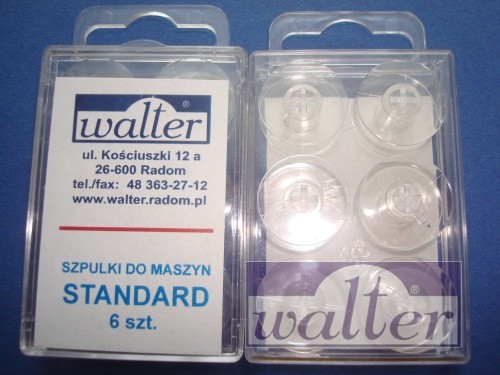 walter ®
ul. Kościuszki 12 a
26-600 Radom
tel./fax: 48 363-27-12
www.walter.radom.pl
SZPULKI DO MASZYN
STANDARD
6 szt.
walter ®